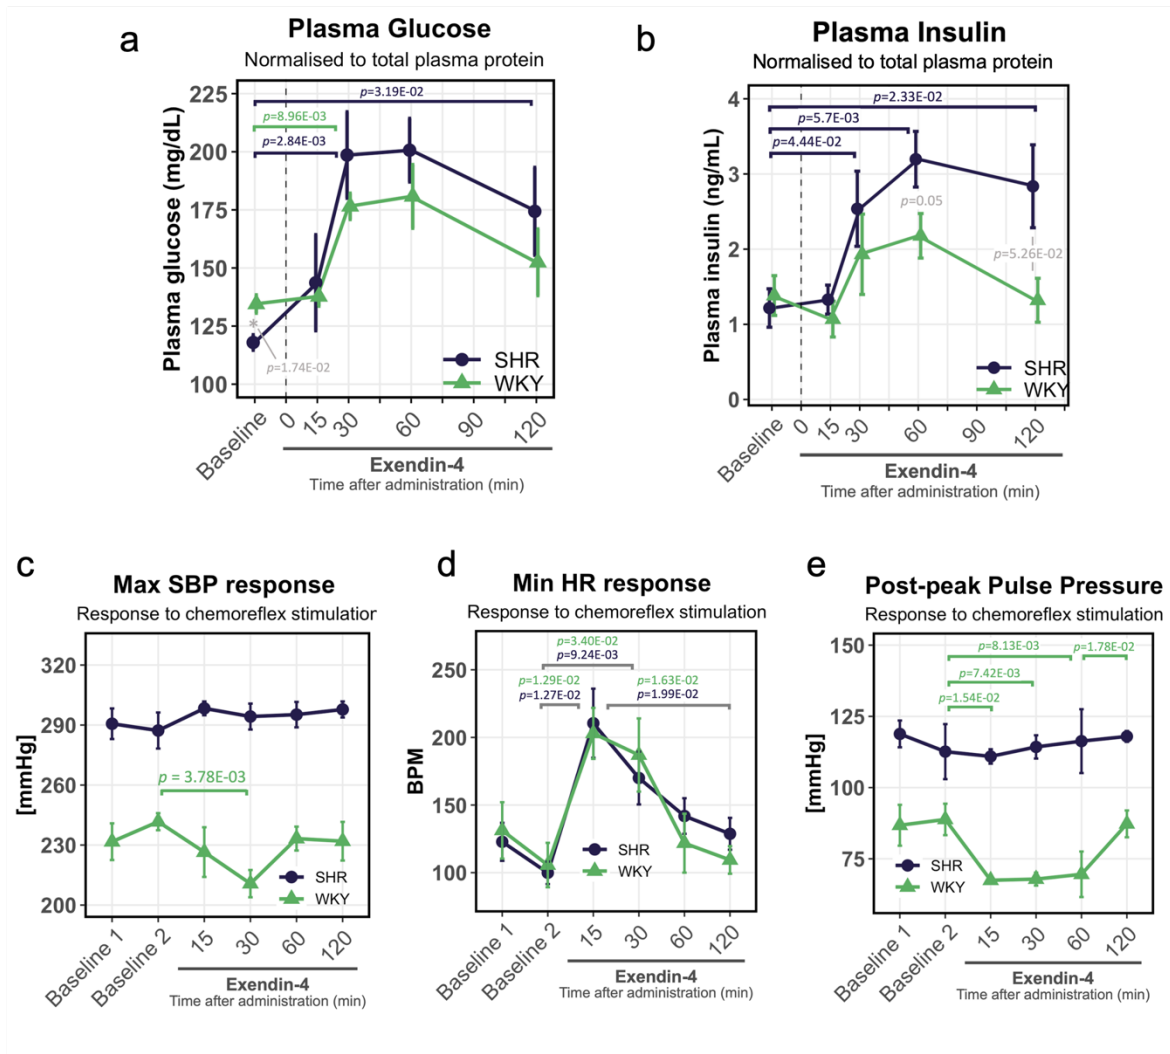 a
Plasma Glucose
Normalised to total plasma protein
Plasma glucose (mg/dL)
225
200
175
150
125
100
p=3.19E-02
p=8.96E-03
p=2.84E-03
*
p=1.74E-02
SHR
WKY
Baseline
0
15
30
60
90
120
Exendin-4
Time after administration (min)
b
Plasma Insulin
Normalised to total plasma protein
Plasma insulin (ng/mL)
4
3
2
1
0
p=2.33E-02
p=5.7E-03
p=4.44E-02
p=0.05
p=5.26E-02
SHR
WKY
Baseline
0
15
30
60
90
120
Exendin-4
Time after administration (min)
c
Max SBP response
Response to chemoreflex stimulation
[mmHg]
320
290
260
230
200
p = 3.78E-03
SHR
WKY
Baseline 1
Baseline 2
15
30
60
120
Exendin-4
Time after administration (min)
d
Min HR response
Response to chemoreflex stimulation
BPM
250
200
150
100
p=3.40E-02
p=9.24E-03
p=1.29E-02
p=1.27E-02
p=1.63E-02
p=1.99E-02
SHR
WKY
Baseline 1
Baseline 2
15
30
60
120
Exendin-4
Time after administration (min)
e
Post-peak Pulse Pressure
Response to chemoreflex stimulation
[mmHg]
150
125
100
75
p=8.13E-03
p=1.78E-02
p=7.42E-03
p=1.54E-02
SHR
WKY
Baseline 1
Baseline 2
15
30
60
120
Exendin-4
Time after administration (min)